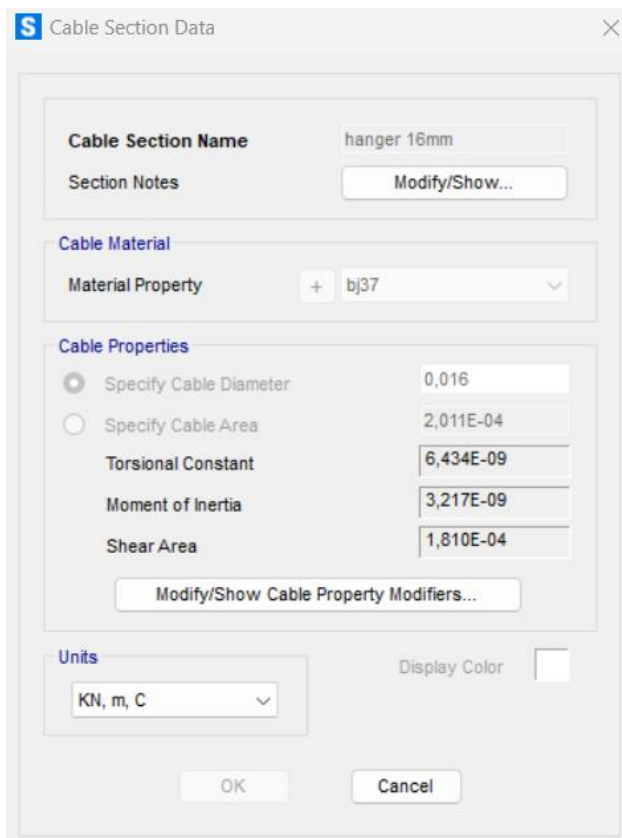 S Cable Section Data
Cable Section Name hanger 16mm
Section Notes Modify/Show...
Cable Material
Material Property + bj37
Cable Properties
Specify Cable Diameter 0,016
Specify Cable Area 2,011E-04
Torsional Constant 6,434E-09
Moment of Inertia 3,217E-09
Shear Area 1,810E-04
Modify/Show Cable Property Modifiers...
Units Display Color
KN, m, C
OK Cancel